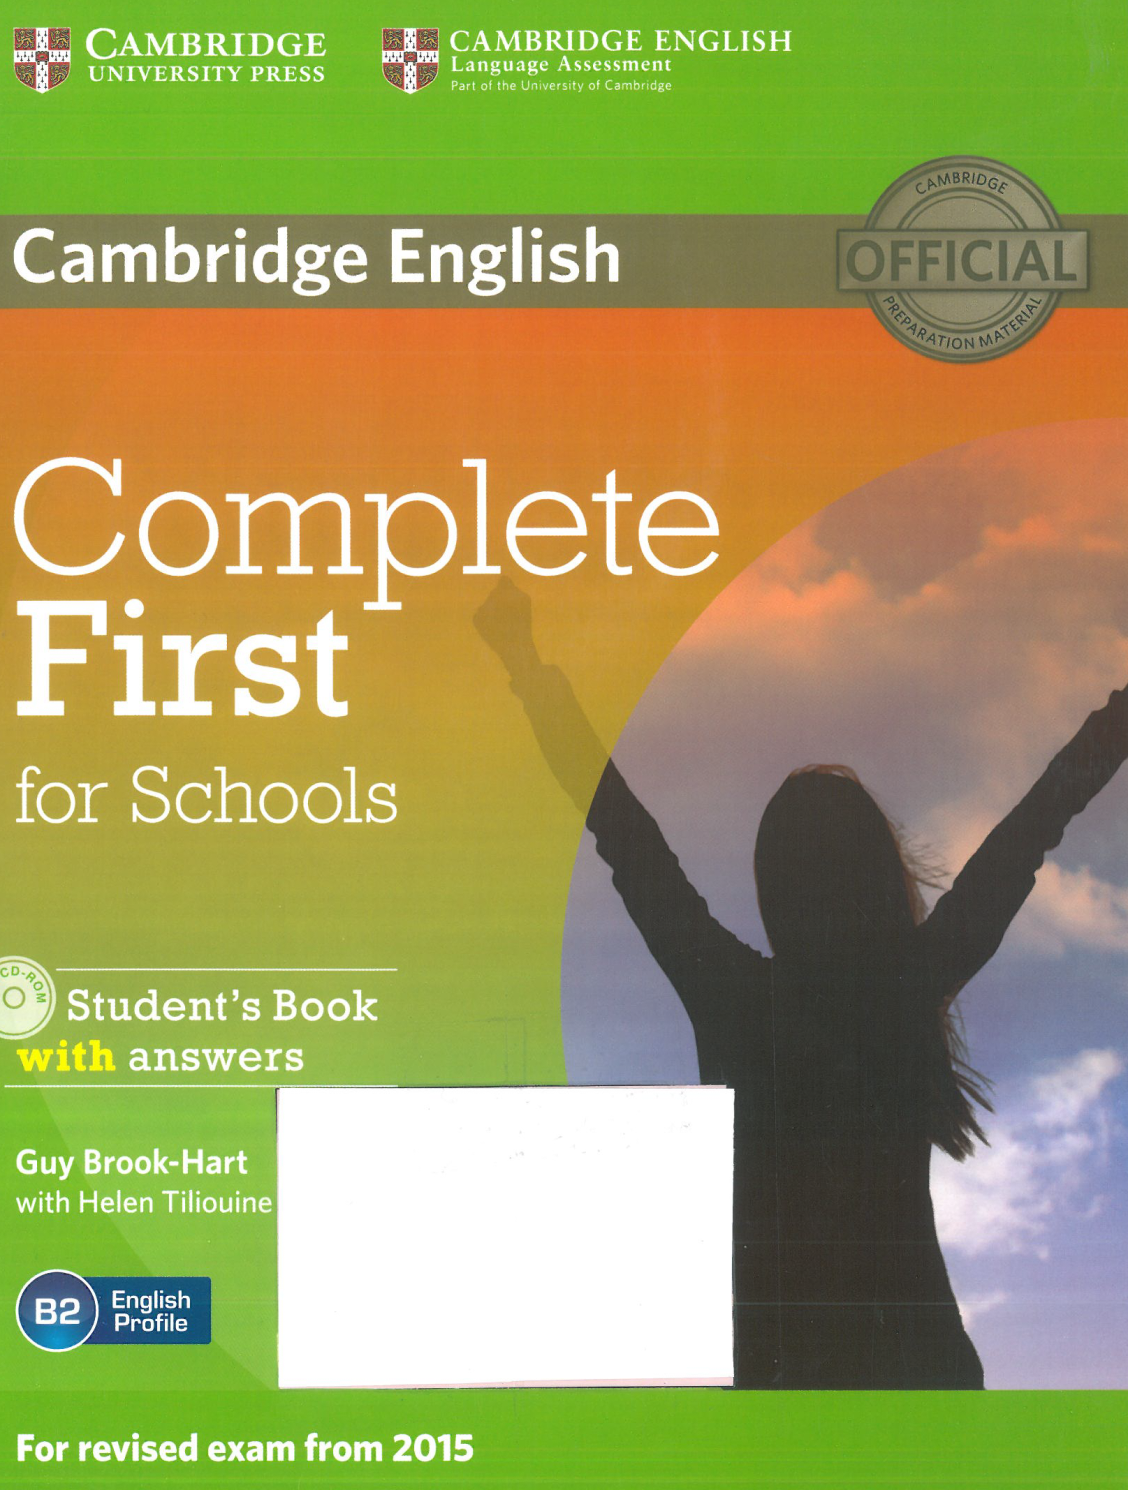 CAMBRIDGE
UNIVERSITY PRESS
CAMBRIDGE ENGLISH
Language Assessment
Part of the University of Cambridge
CAMBRIDGE
OFFICIAL
PREPARATION MATERIAL
Cambridge English
Complete
First
for Schools
CD-ROM
Student's Book
with answers
Guy Brook-Hart
with Helen Tiliouine
B2
English
Profile
For revised exam from 2015